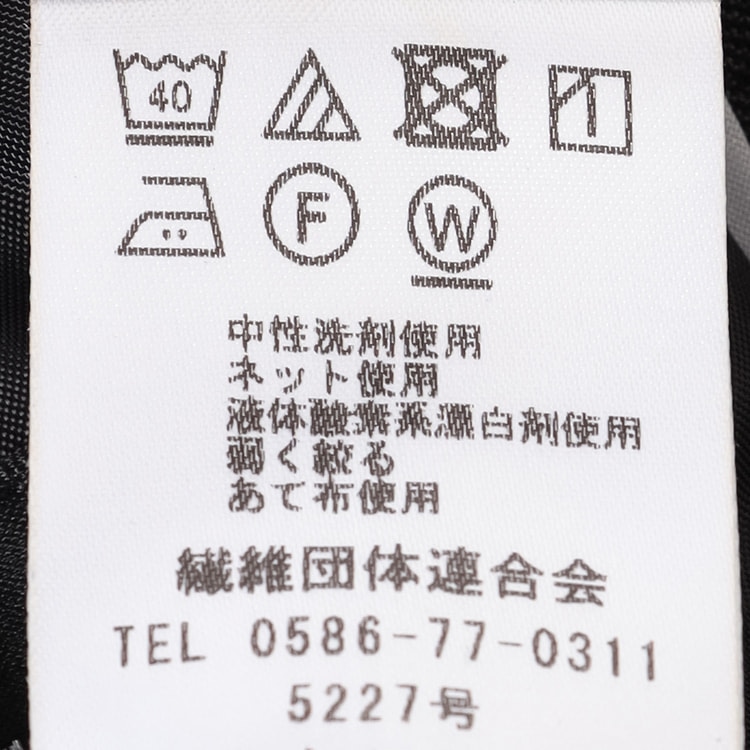 40
F
W
中性洗剤使用
ネット使用
液体酸素系漂白剤使用
弱く絞る
あて布使用
繊維団体連合会
TEL 0586-77-0311
5227号